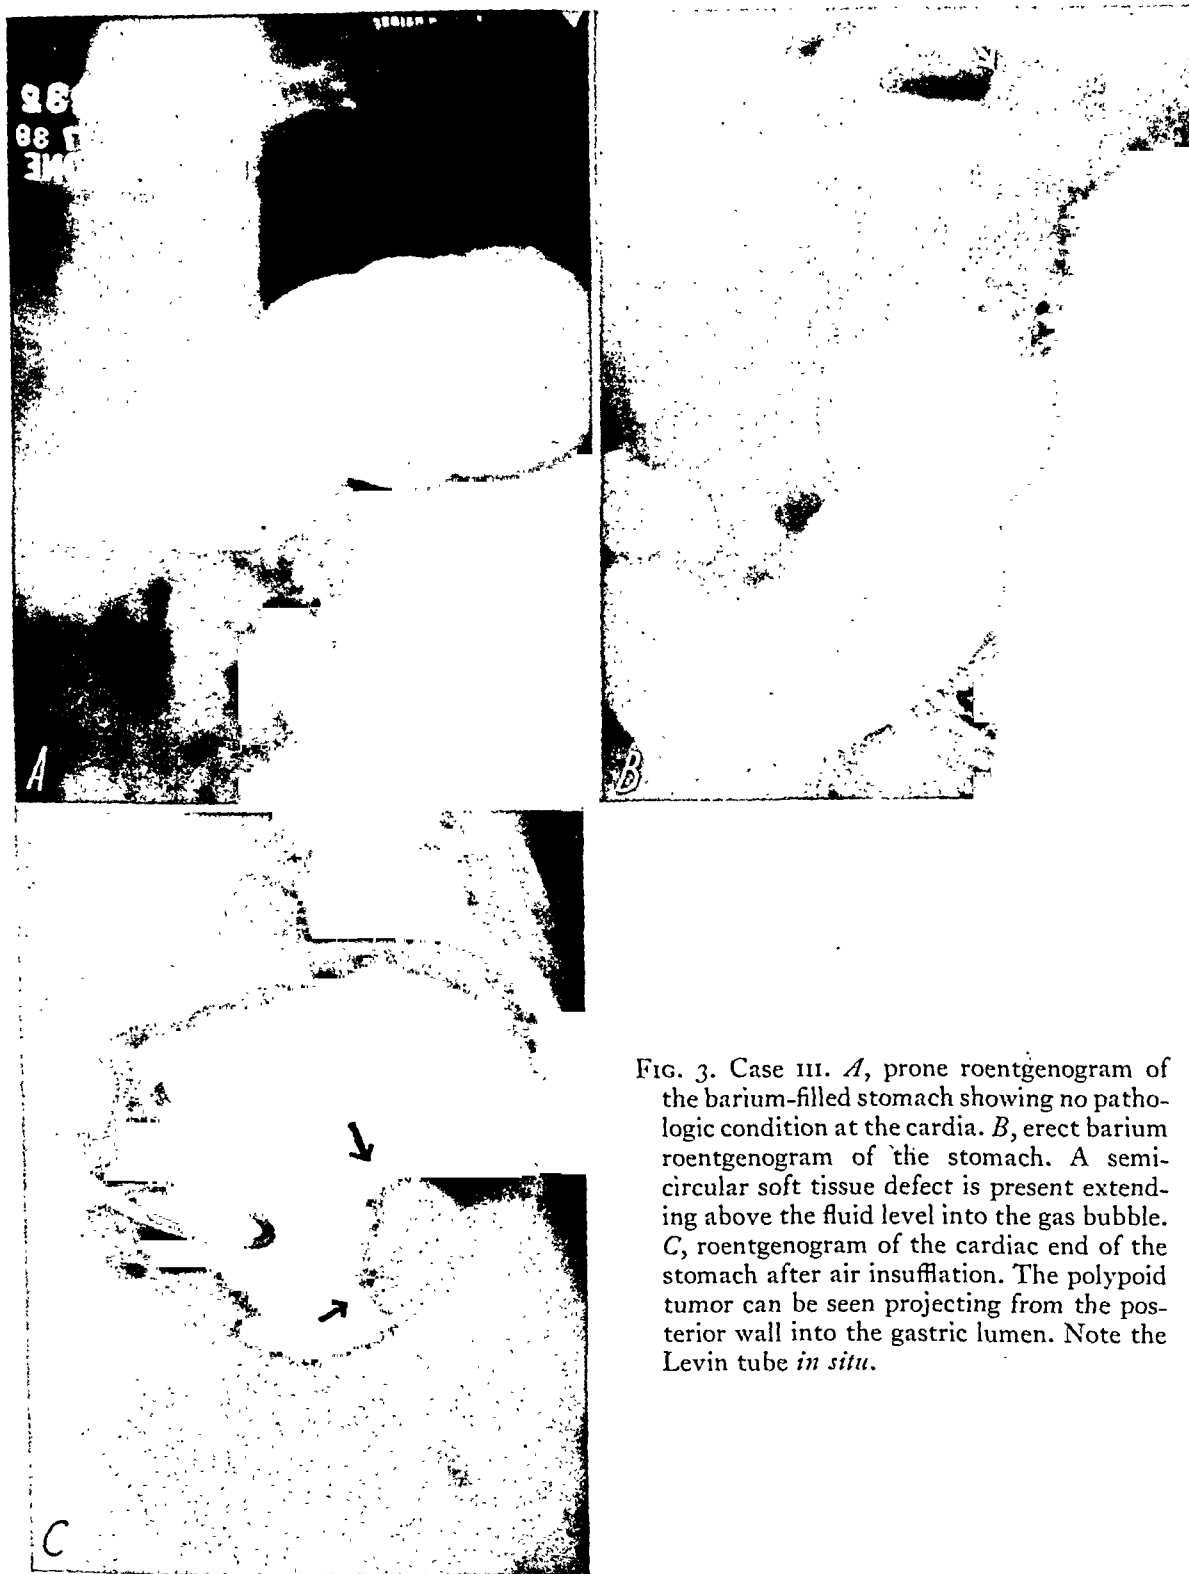 A
B
C
FIG. 3. Case III. A, prone roentgenogram of
the barium-filled stomach showing no patho-
logic condition at the cardia. B, erect barium
roentgenogram of the stomach. A semi-
circular soft tissue defect is present extend-
ing above the fluid level into the gas bubble.
C, roentgenogram of the cardiac end of the
stomach after air insufflation. The polypoid
tumor can be seen projecting from the pos-
terior wall into the gastric lumen. Note the
Levin tube in situ.